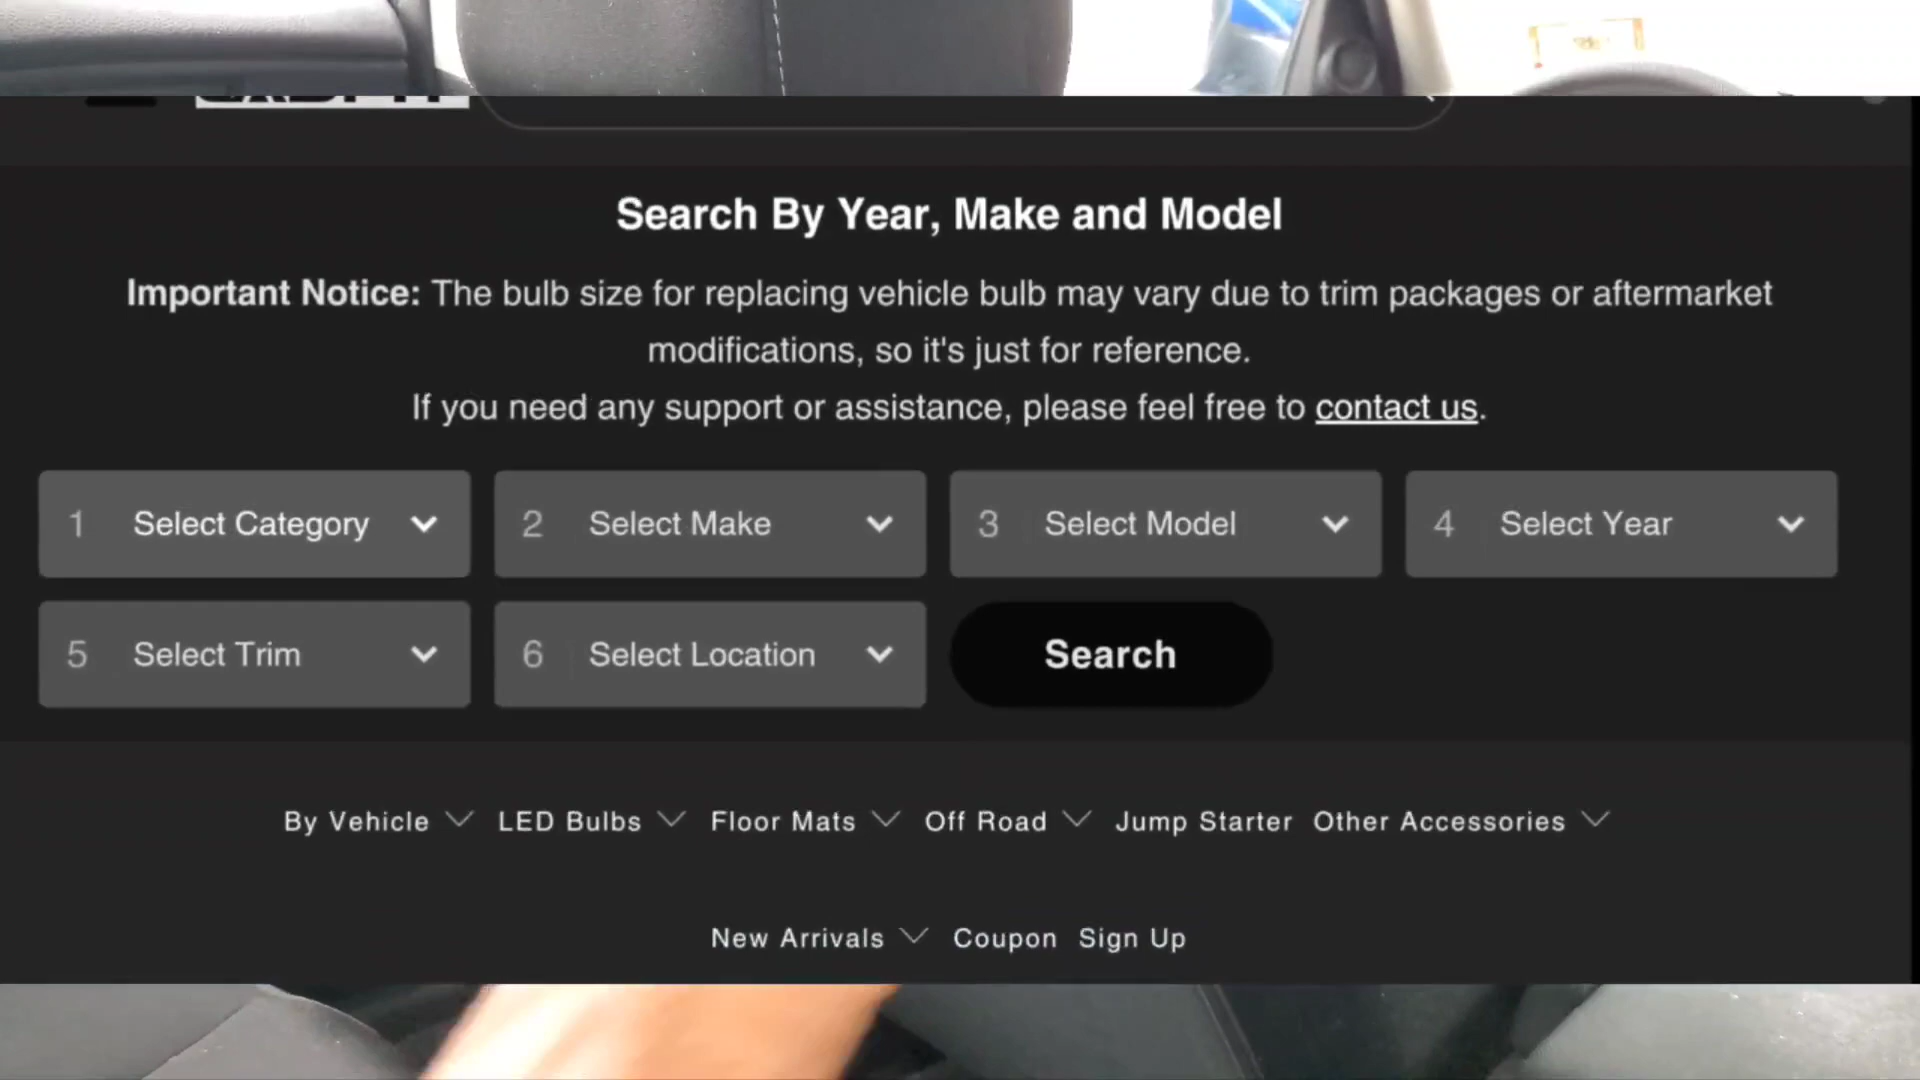 Search By Year, Make and Model
Important Notice: The bulb size for replacing vehicle bulb may vary due to trim packages or aftermarket
modifications, so it's just for reference.
If you need any support or assistance, please feel free to contact us.
1 Select Category
2 Select Make
3 Select Model
4 Select Year
5 Select Trim
6 Select Location
Search
By Vehicle
LED Bulbs
Floor Mats
Off Road
Jump Starter
Other Accessories
New Arrivals
Coupon
Sign Up